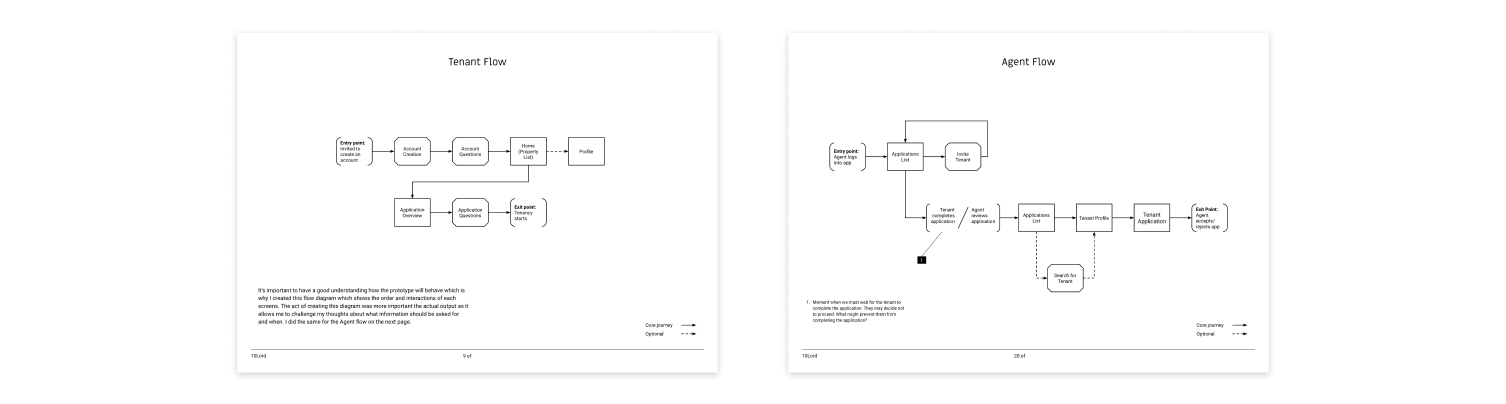 Tenant Flow
Entry point:
Invited to
create an
account
Account
Creation
Account
Questions
Home
(Property
List)
Profile
Application
Overview
Application
Questions
Exit point:
Tenancy
starts
It's important to have a good understanding how the prototype will behave which is
why I created this flow diagram which shows the order and interactions of each
screens. The act of creating this diagram was more important the actual output as it
allows me to challenge my thoughts about what information should be asked for
and when. I did the same for the Agent flow on the next page.
Core journey
Optional
10Lord
9 of
Agent Flow
Entry point:
Agent logs
into app
Applications
List
Invite
Tenant
Tenant
completes
application
Agent
reviews
application
Applications
List
Tenant Profile
Tenant
Application
Exit Point:
Agent
accepts/
rejects app
1
Search for
Tenant
1. Moment when we must wait for the tenant to
complete the application. They may decide not
to proceed. What might prevent them from
completing the application?
Core journey
Optional
10Lord
20 of